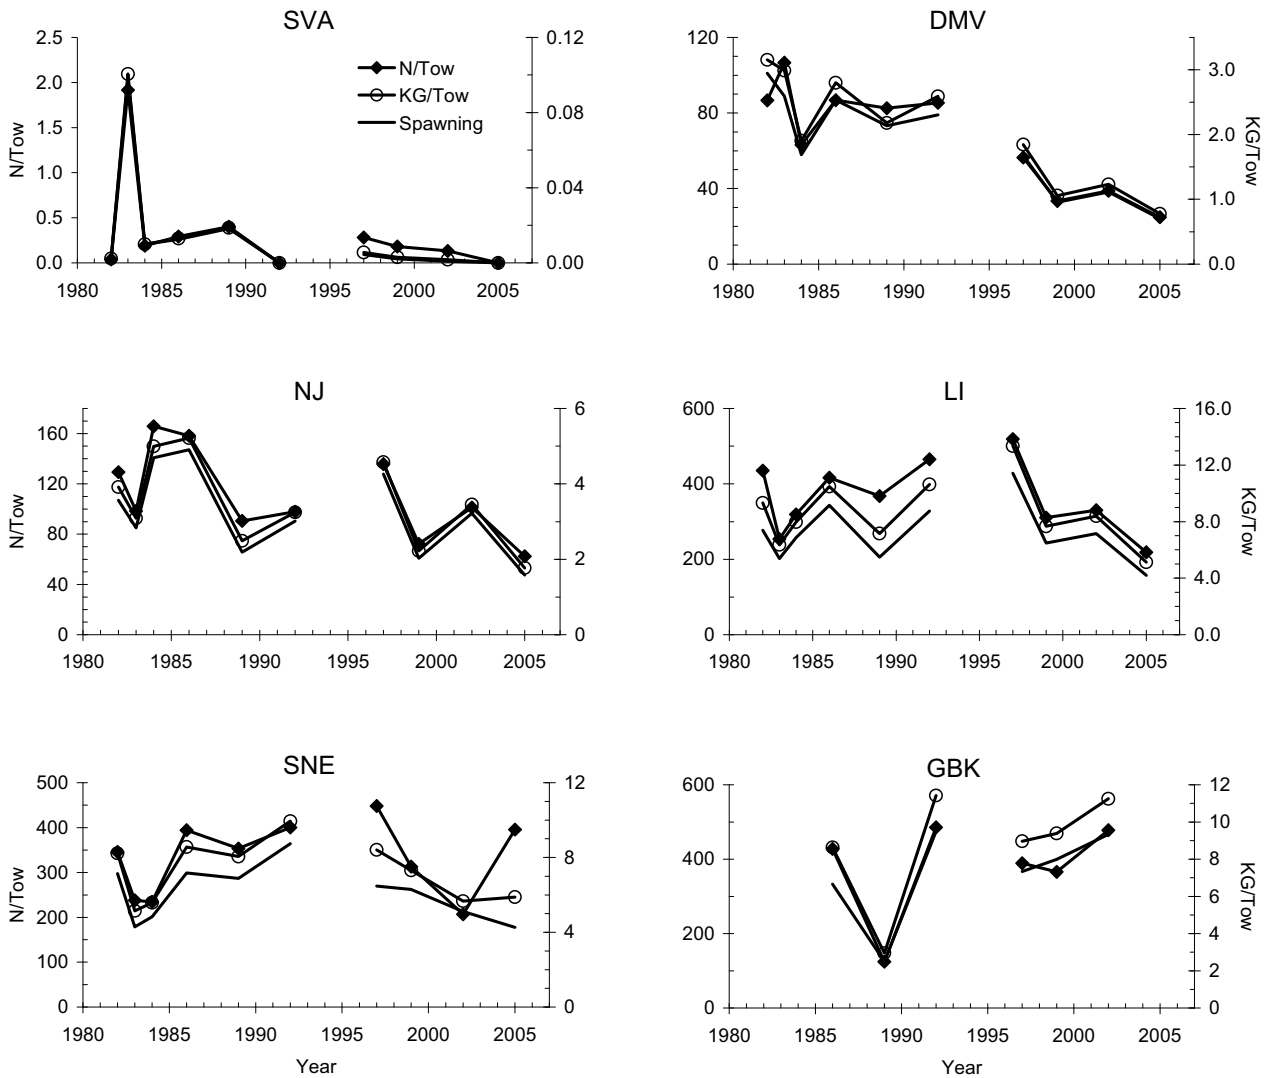 SVA
2.5
2.0
1.5
1.0
0.5
0.0
N/Tow
0.12
0.08
0.04
0.00
N/Tow
KG/Tow
Spawning
1980 1985 1990 1995 2000 2005
DMV
120
80
40
0
3.0
2.0
1.0
0.0
KG/Tow
1980 1985 1990 1995 2000 2005
NJ
160
120
80
40
0
N/Tow
6
4
2
0
1980 1985 1990 1995 2000 2005
LI
600
400
200
0
16.0
12.0
8.0
4.0
0.0
KG/Tow
1980 1985 1990 1995 2000 2005
SNE
500
400
300
200
100
0
N/Tow
12
8
4
0
1980 1985 1990 1995 2000 2005
Year
GBK
600
400
200
0
12
10
8
6
4
2
0
KG/Tow
1980 1985 1990 1995 2000 2005
Year